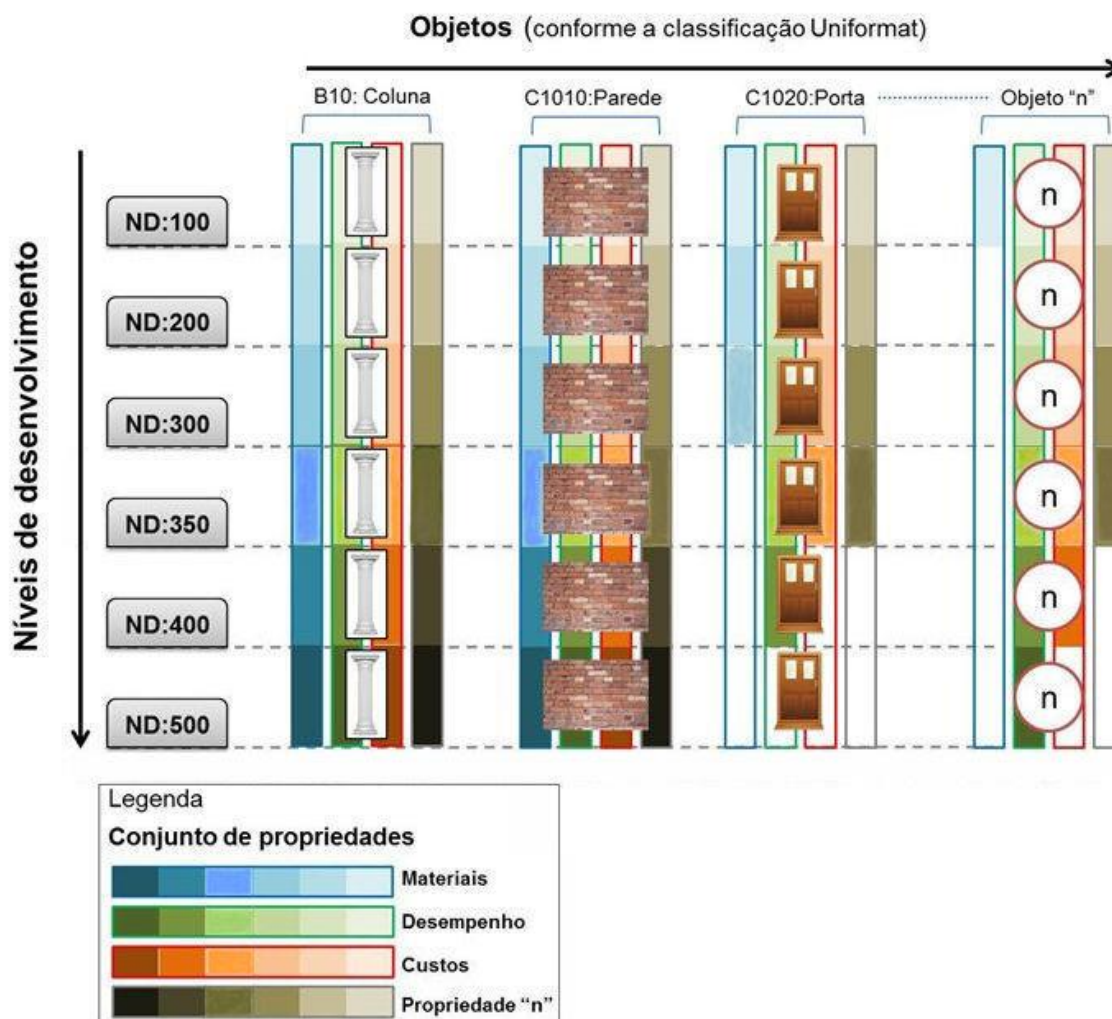 Objetos (conforme a classificação Uniformat)
B10: Coluna
C1010:Parede
C1020:Porta
Objeto “n”
Níveis de desenvolvimento
ND:100
n
ND:200
n
ND:300
n
ND:350
n
ND:400
n
ND:500
n
Legenda
Conjunto de propriedades
Materiais
Desempenho
Custos
Propriedade “n”